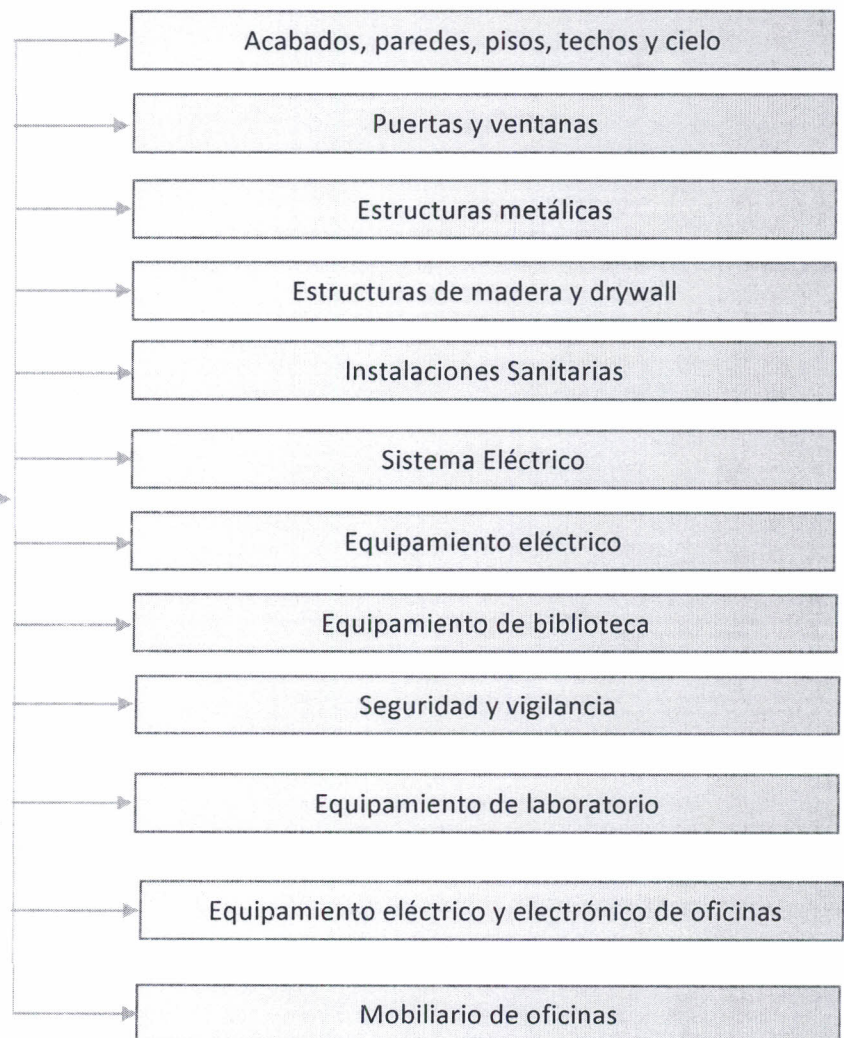 Acabados, paredes, pisos, techos y cielo
Puertas y ventanas
Estructuras metálicas
Estructuras de madera y drywall
Instalaciones Sanitarias
Sistema Eléctrico
Equipamiento eléctrico
Equipamiento de biblioteca
Seguridad y vigilancia
Equipamiento de laboratorio
Equipamiento eléctrico y electrónico de oficinas
Mobiliario de oficinas